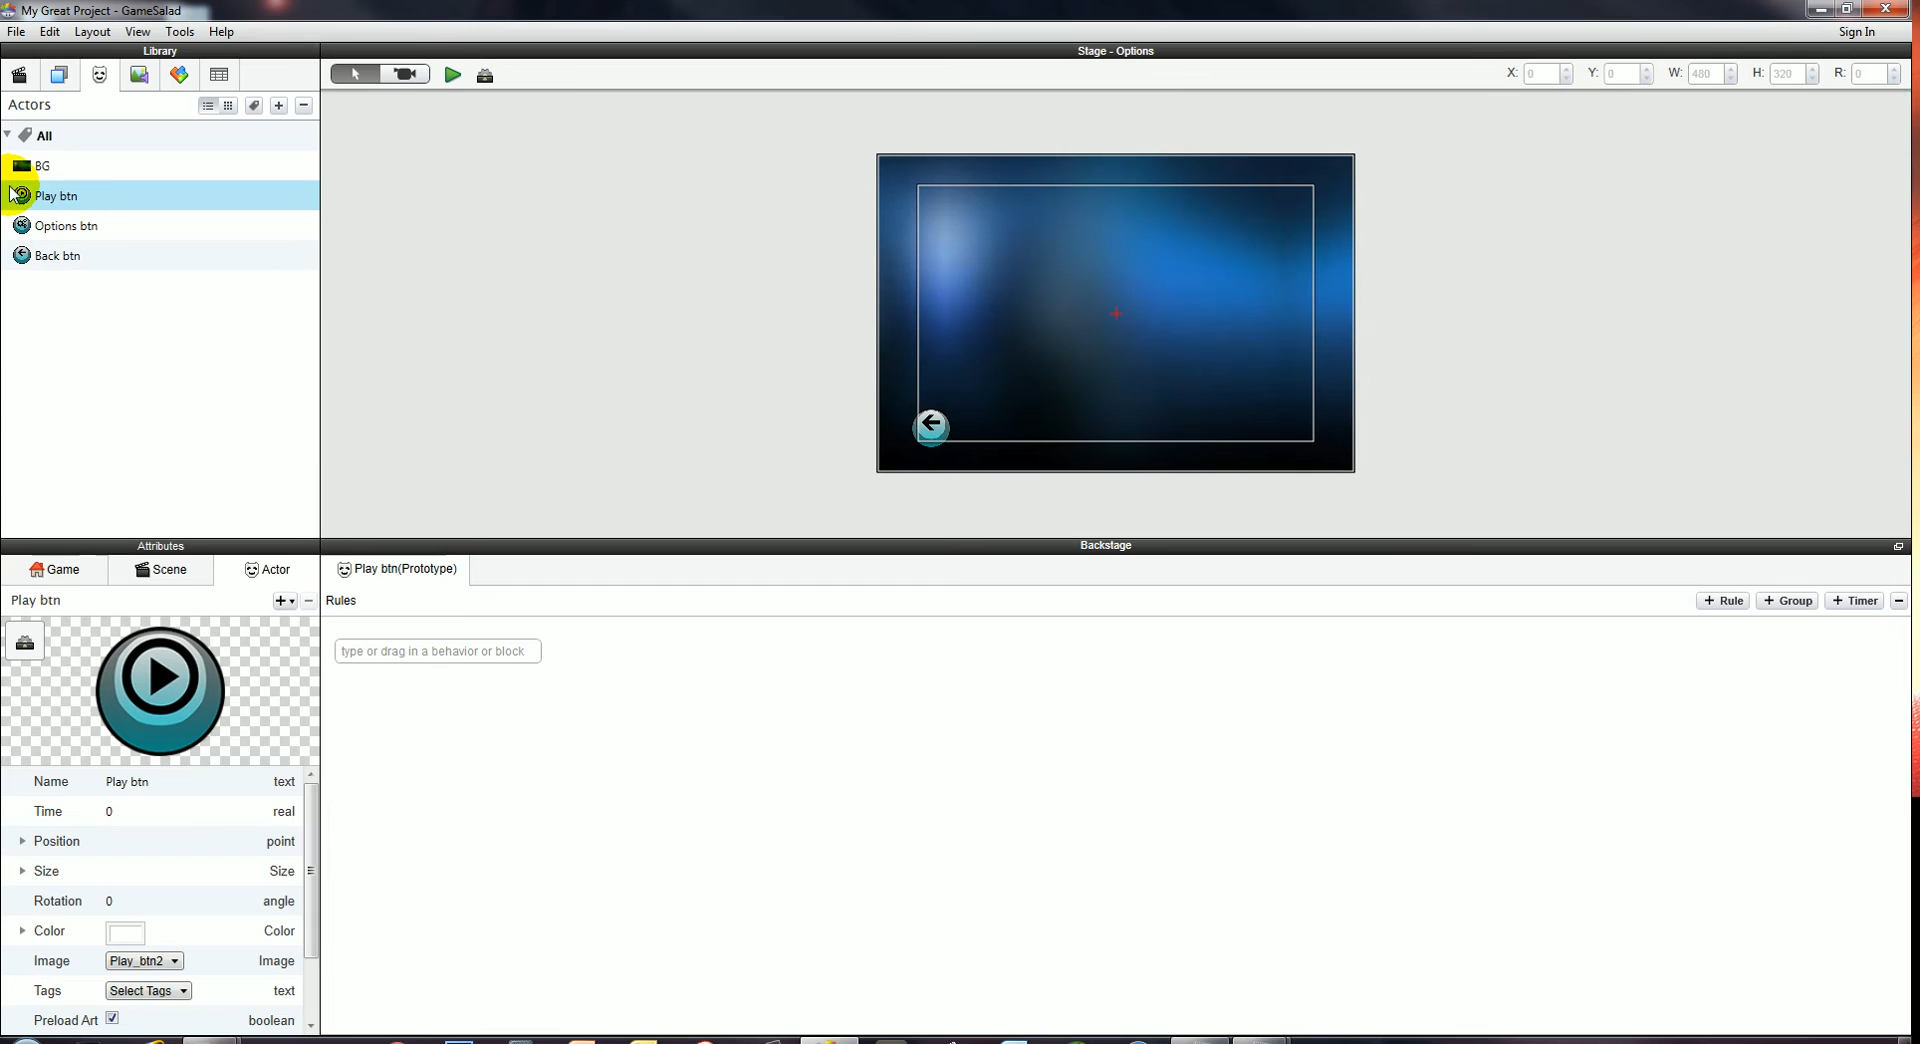 My Great Project - GameSalad
File Edit Layout View Tools Help Sign In
Library
Stage - Options
X: 0 Y: 0 W: 480 H: 320 R: 0
Actors
All
BG
Play btn
Options btn
Back btn
Attributes
Backstage
Game Scene Actor
Play btn(Prototype)
Play btn
Rules
+ Rule + Group + Timer
type or drag in a behavior or block
Name Play btn text
Time 0 real
Position point
Size Size
Rotation 0 angle
Color Color
Image Play_btn2 Image
Tags Select Tags text
Preload Art boolean